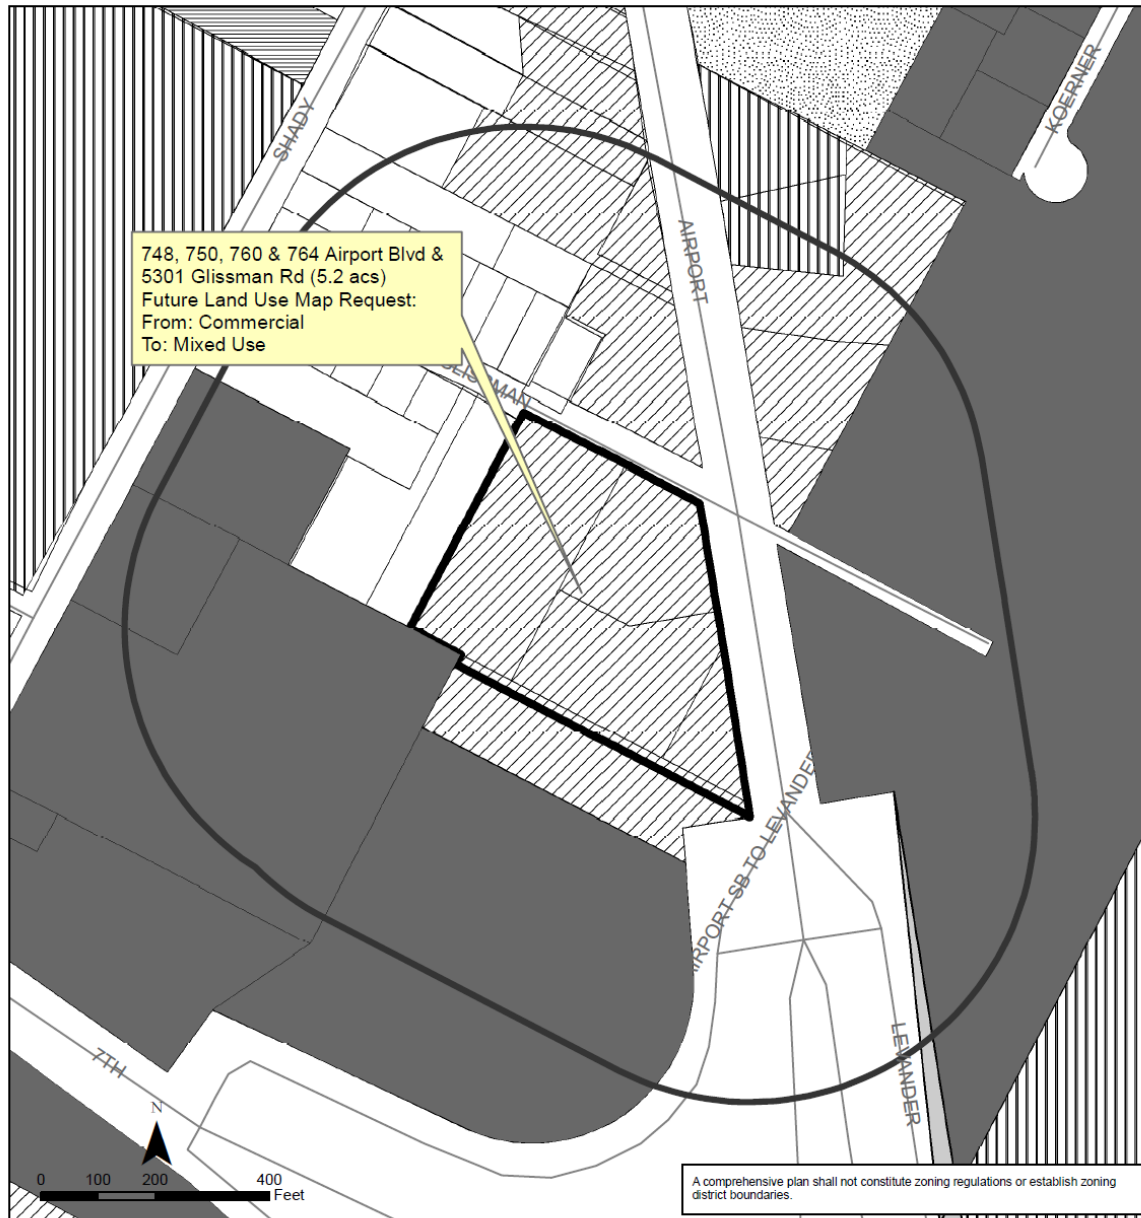 KOERNER
SHADY
AIRPORT
748, 750, 760 & 764 Airport Blvd &
5301 Glissman Rd (5.2 acs)
Future Land Use Map Request:
From: Commercial
To: Mixed Use
GLISSMAN
AIRPORT SB TO LEVANDER
LEVANDER
7TH
N
0 100 200 400
Feet
A comprehensive plan shall not constitute zoning regulations or establish zoning
district boundaries.